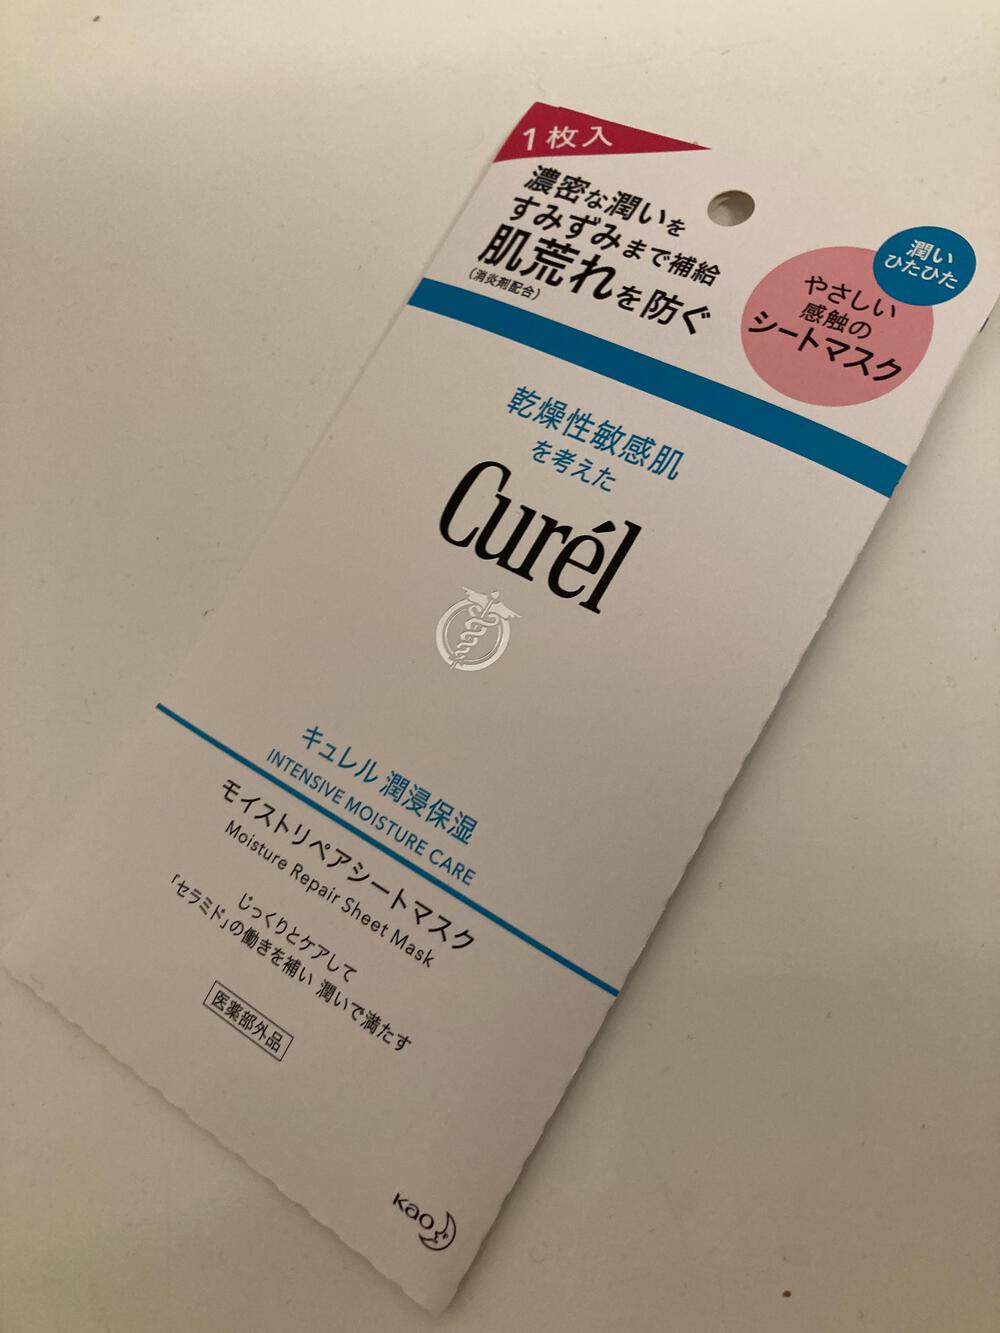 1枚入
濃密な潤いを
すみずみまで補給
肌荒れを防ぐ
(消炎剤配合)
潤い
ひたひた
やさしい
感触の
シートマスク
乾燥性敏感肌
を考えた
Curél
キュレル 潤浸保湿
INTENSIVE MOISTURE CARE
モイストリペアシートマスク
Moisture Repair Sheet Mask
じっくりとケアして
「セラミド」の働きを補い 潤いで満たす
医薬部外品
Kao